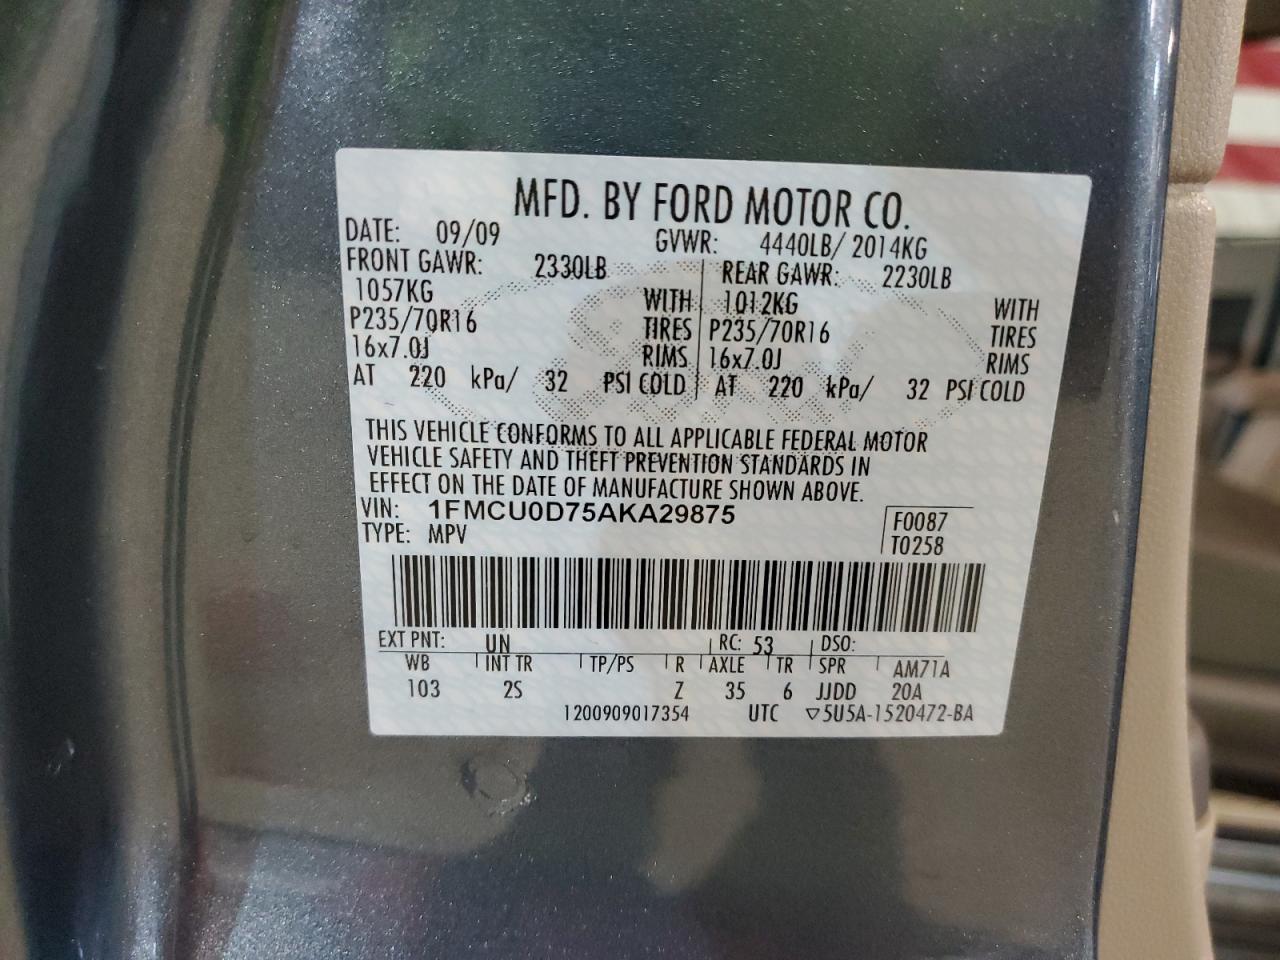 MFD. BY FORD MOTOR CO.
DATE: 09/09 GVWR: 4440LB/ 2014KG
FRONT GAWR: 2330LB REAR GAWR: 2230LB
1057KG WITH 1012KG WITH
P235/70R16 TIRES P235/70R16 TIRES
16x7.0J RIMS 16x7.0J RIMS
AT 220 kPa/ 32 PSI COLD AT 220 kPa/ 32 PSI COLD
THIS VEHICLE CONFORMS TO ALL APPLICABLE FEDERAL MOTOR
VEHICLE SAFETY AND THEFT PREVENTION STANDARDS IN
EFFECT ON THE DATE OF MANUFACTURE SHOWN ABOVE.
VIN: 1FMCU0D75AKA29875
TYPE: MPV
F0087
T0258
EXT PNT: UN RC: 53 DSO:
WB INT TR TP/PS R AXLE TR SPR AM71A
103 2S Z 35 6 JJDD 20A
1200909017354 UTC ▽5U5A-1520472-BA